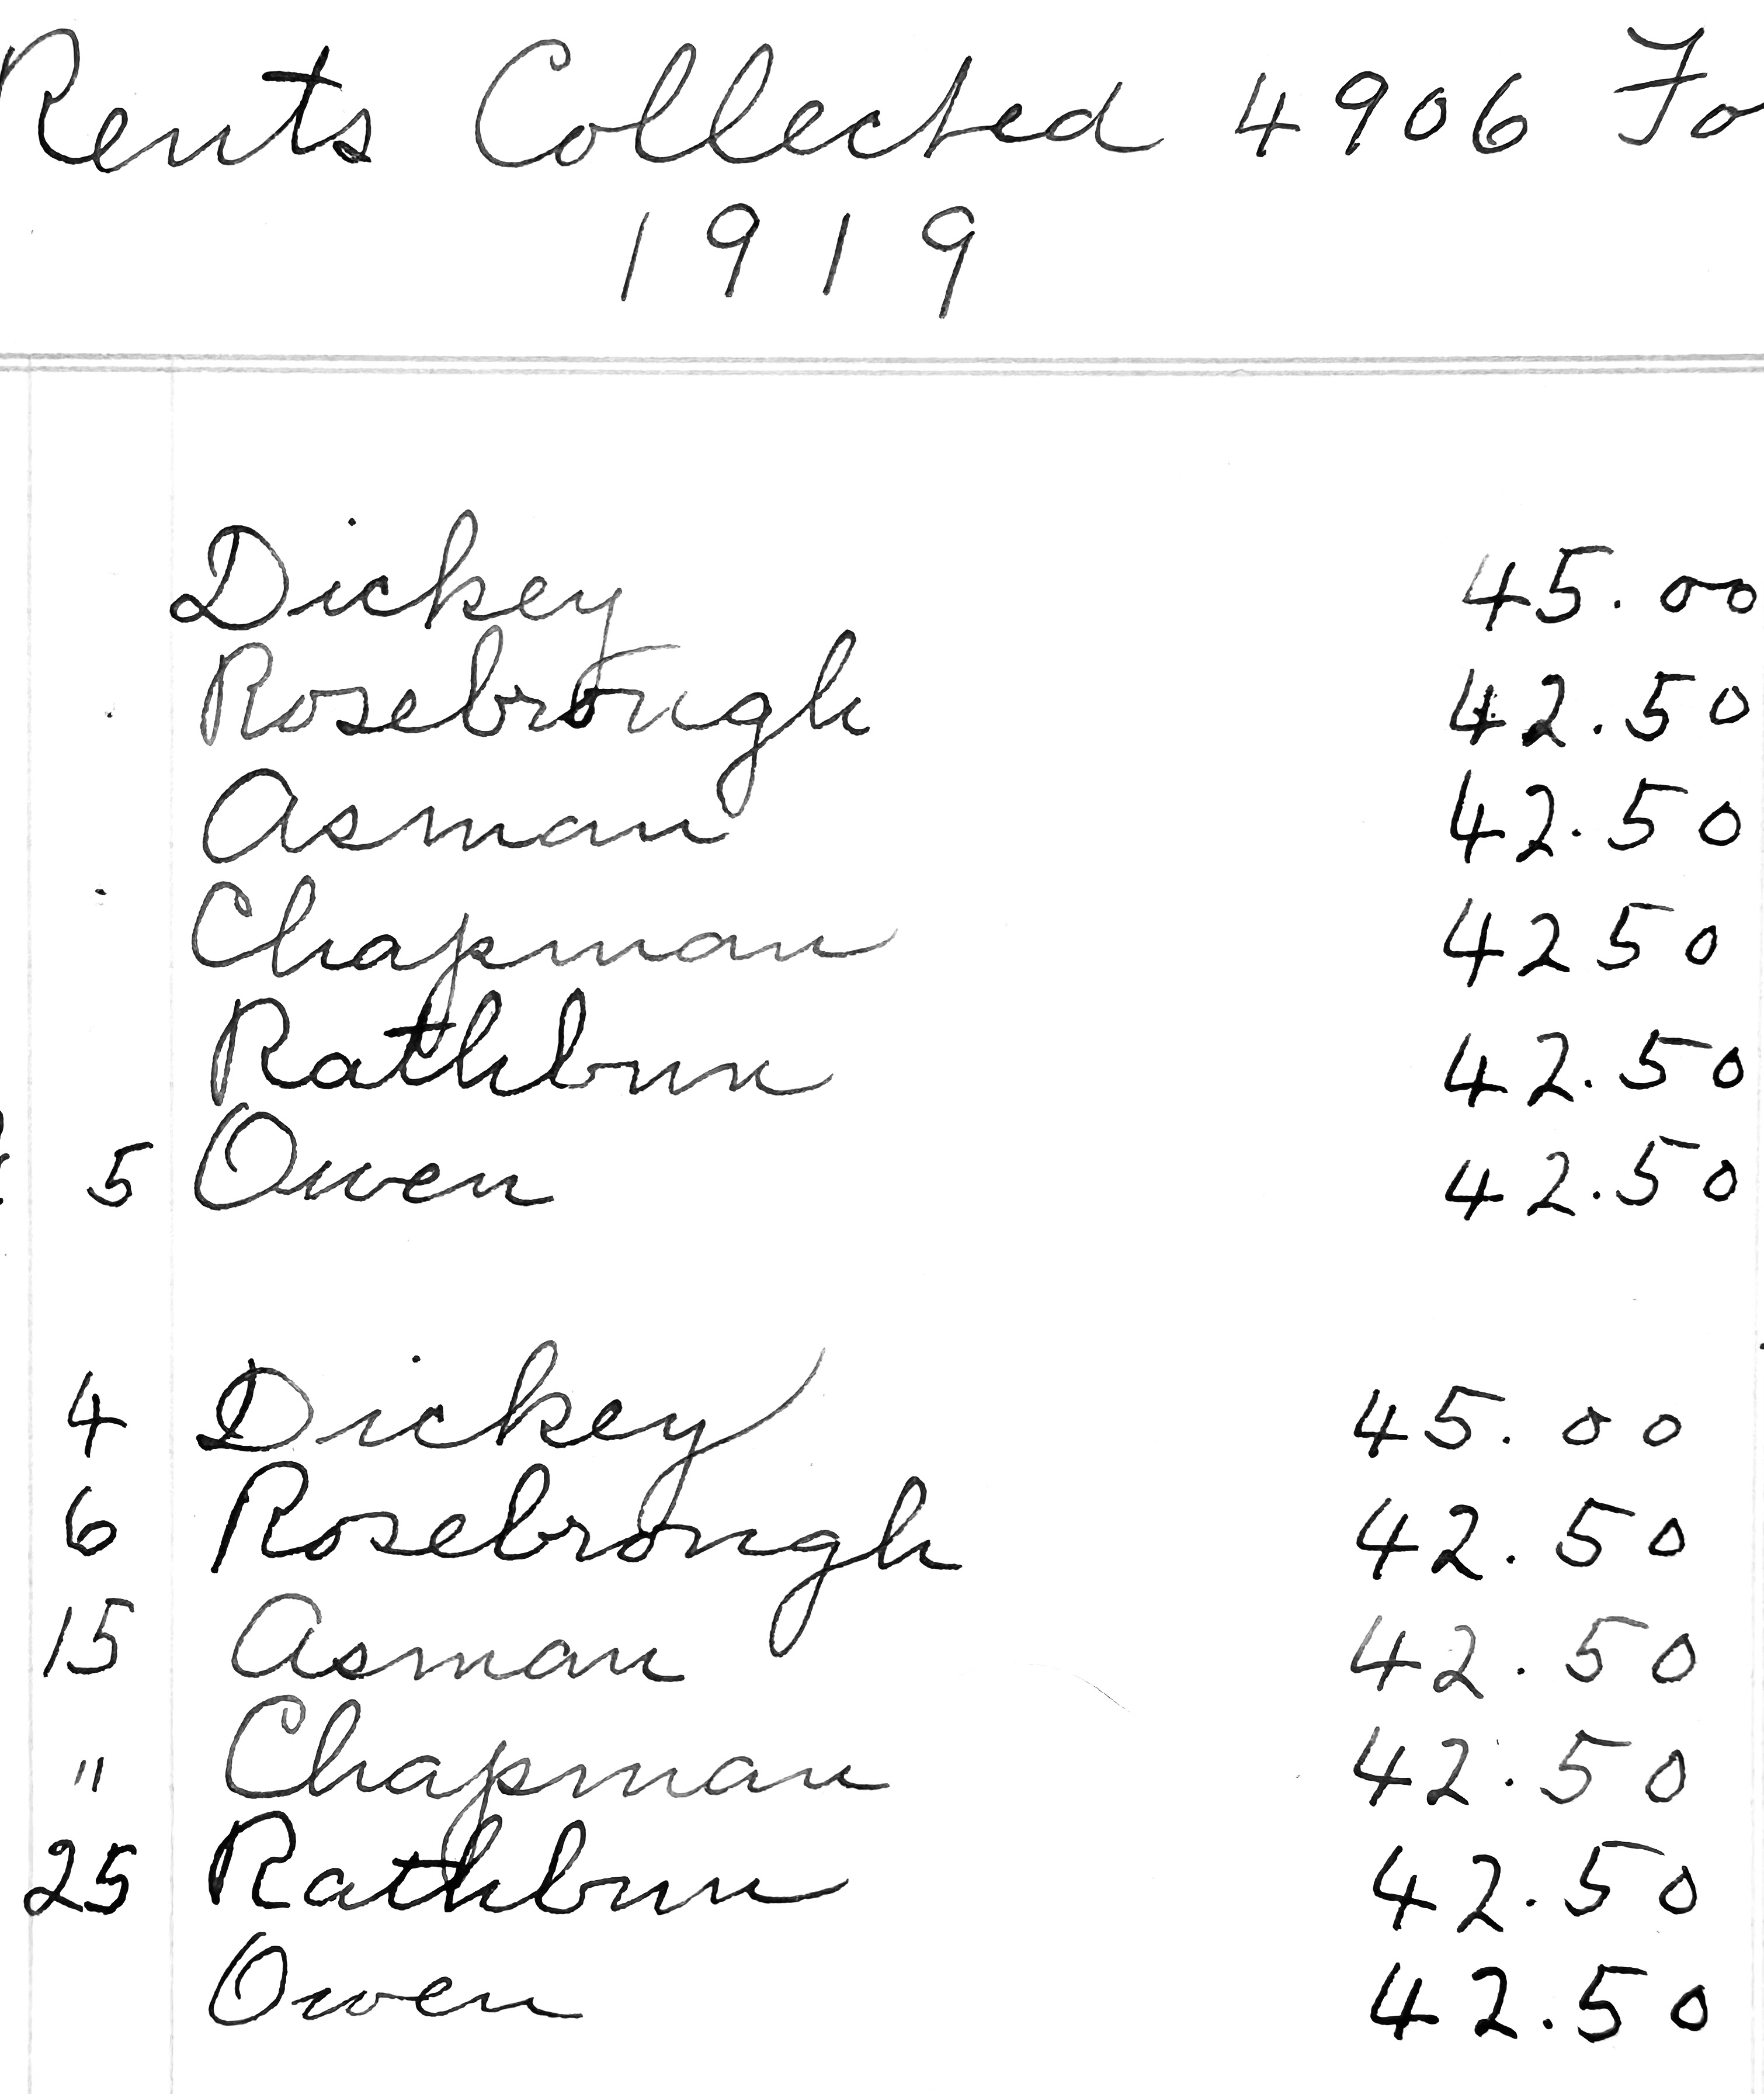 Rents Collected 4906 Fo
1919
Dickey 45.00
Rosebrough 42.50
Asman 42.50
Chapman 42 50
Rathbun 42.50
5 Owen 42.50
4 Dickey 45.00
6 Rosebrough 42.50
15 Asman 42.50
" Chapman 42.50
25 Rathbun 42.50
Owen 42.50